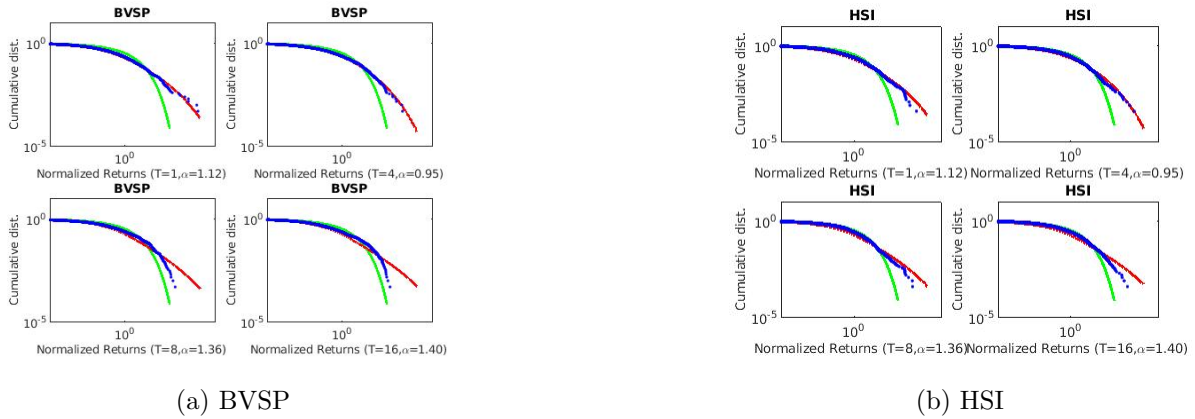 BVSP
BVSP
Cumulative dist.
Cumulative dist.
10^0
10^-5
10^0
10^0
10^-5
10^0
Normalized Returns (T=1,α=1.12)
Normalized Returns (T=4,α=0.95)
BVSP
BVSP
Cumulative dist.
Cumulative dist.
10^0
10^-5
10^0
10^0
10^-5
10^0
Normalized Returns (T=8,α=1.36)
Normalized Returns (T=16,α=1.40)
(a) BVSP
HSI
HSI
Cumulative dist.
Cumulative dist.
10^0
10^-5
10^0
10^0
10^-5
10^0
Normalized Returns (T=1,α=1.12)
Normalized Returns (T=4,α=0.95)
HSI
HSI
Cumulative dist.
Cumulative dist.
10^0
10^-5
10^0
10^0
10^-5
10^0
Normalized Returns (T=8,α=1.36)
Normalized Returns (T=16,α=1.40)
(b) HSI